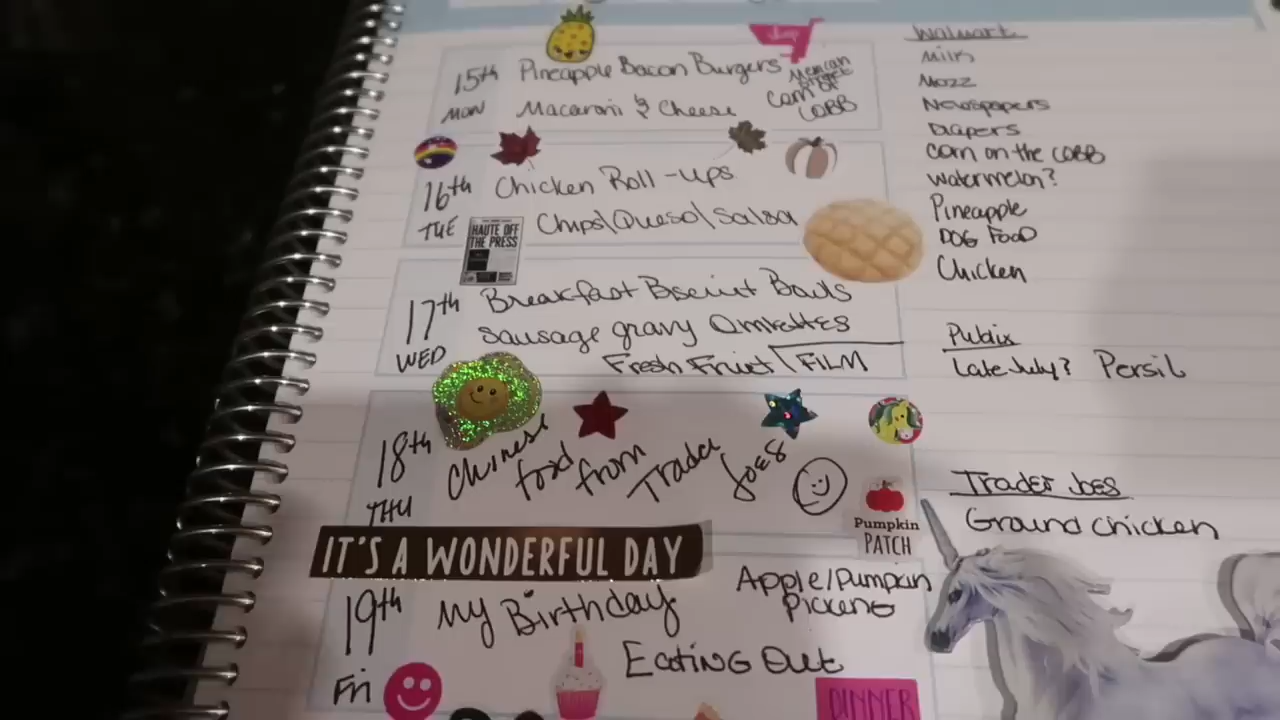 Shop
15th Pineapple Bacon Burgers
MON Macaroni & Cheese
Mexican
Street
Corn on
COBB
16th Chicken Roll-ups
TUE Chips/Queso/Salsa
HAUTE OFF
THE PRESS
17th Breakfast Biscuit Bowls
WED Sausage gravy Omlettes
Fresh Fruit FILM
18th Chinese food from Trader Joes
THU
Pumpkin
PATCH
IT'S A WONDERFUL DAY
19th My Birthday
Apple/Pumpkin
Picking
Fri Eating Out
DINNER
Walmart
Milk
Mozz
Newspapers
Diapers
Corn on the COBB
watermelon?
Pineapple
DOG FOOD
Chicken
Publix
Late July? Persil
Trader Joes
Ground chicken